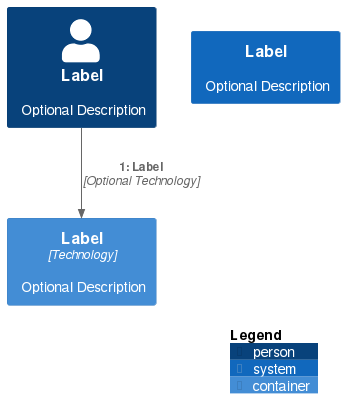 Label
Optional Description
Label
Optional Description
1: Label
[Optional Technology]
Label
[Technology]
Optional Description
Legend
person
system
container